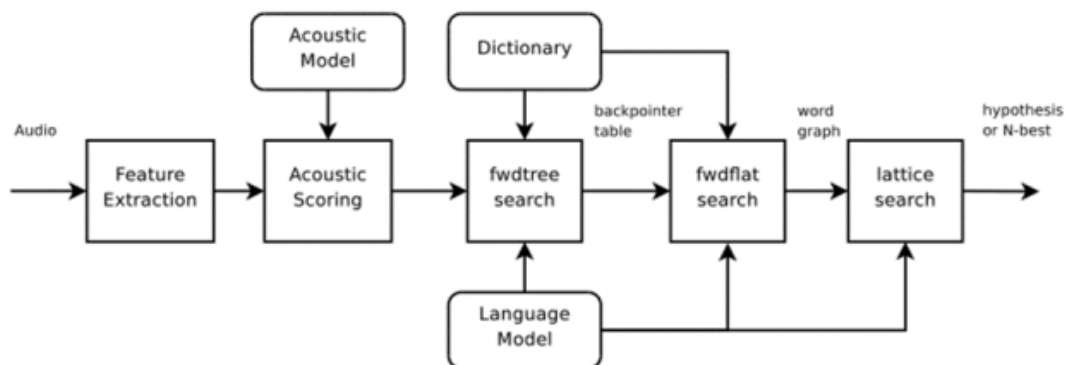 Acoustic
Model
Dictionary
Audio
backpointer
table
word
graph
hypothesis
or N-best
Feature
Extraction
Acoustic
Scoring
fwdtree
search
fwdflat
search
lattice
search
Language
Model